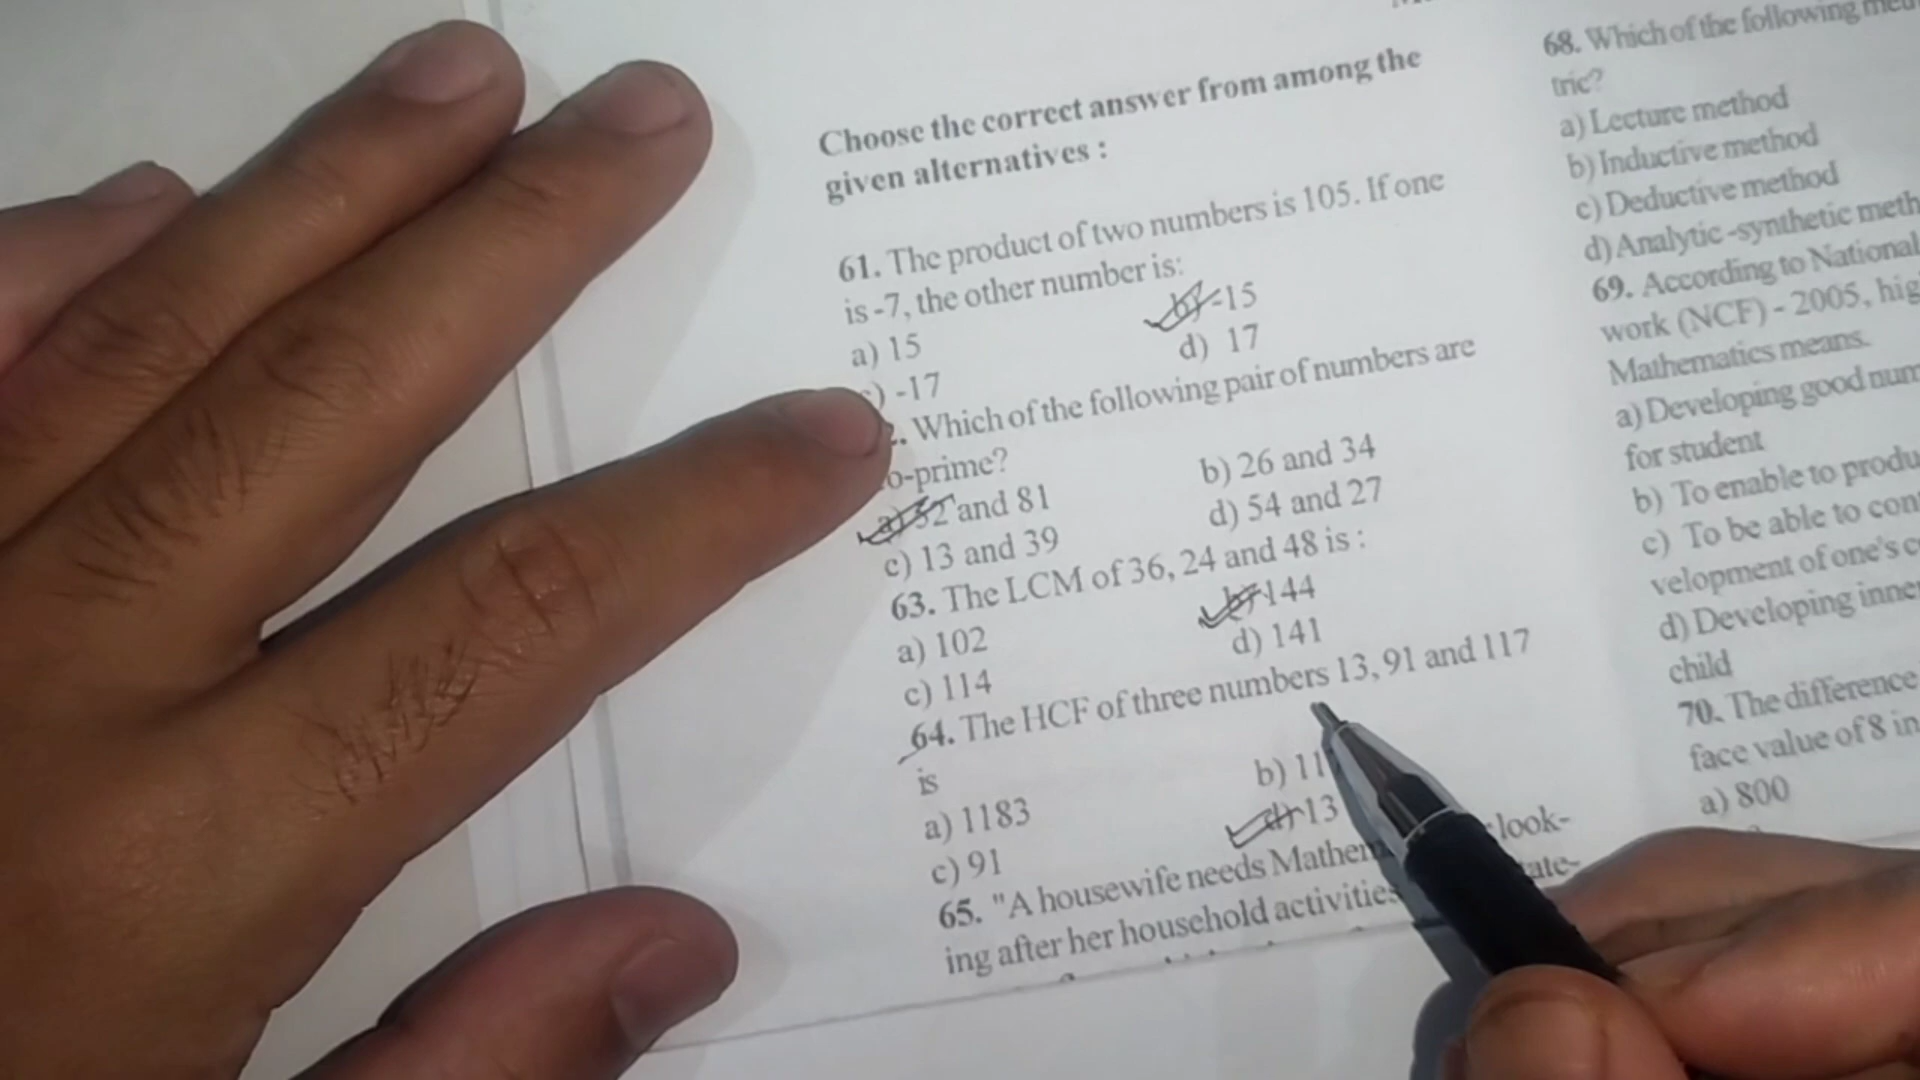 Choose the correct answer from among the
given alternatives :
61. The product of two numbers is 105. If one
is -7, the other number is:
a) 15 b) -15
) -17 d) 17
. Which of the following pair of numbers are
o-prime?
a) 32 and 81 b) 26 and 34
c) 13 and 39 d) 54 and 27
63. The LCM of 36, 24 and 48 is :
a) 102 b) 144
c) 114 d) 141
64. The HCF of three numbers 13, 91 and 117
is
a) 1183 b) 11
c) 91 d) 13
65. "A housewife needs Mathem look-
ing after her household activities ate-
68. Which of the following
tric?
a) Lecture method
b) Inductive method
c) Deductive method
d) Analytic -synthetic meth
69. According to National
work (NCF) - 2005, hig
Mathematics means.
a) Developing good num
for student
b) To enable to produ
c) To be able to con
velopment of one's c
d) Developing inner
child
70. The difference
face value of 8 in
a) 800